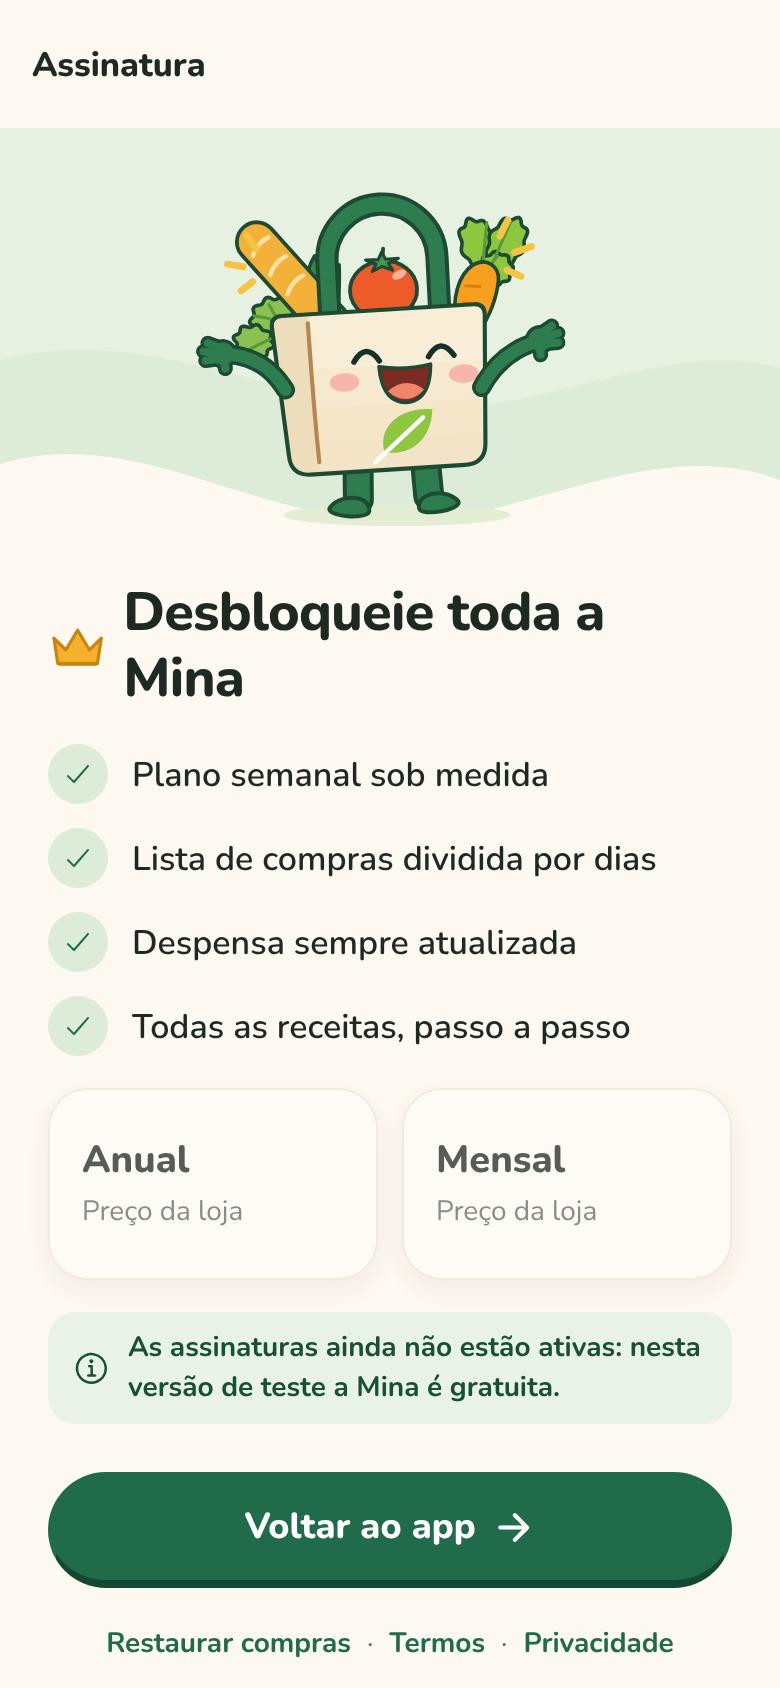 Assinatura
Desbloqueie toda a
Mina
Plano semanal sob medida
Lista de compras dividida por dias
Despensa sempre atualizada
Todas as receitas, passo a passo
Anual
Preço da loja
Mensal
Preço da loja
As assinaturas ainda não estão ativas: nesta
versão de teste a Mina é gratuita.
Voltar ao app →
Restaurar compras · Termos · Privacidade